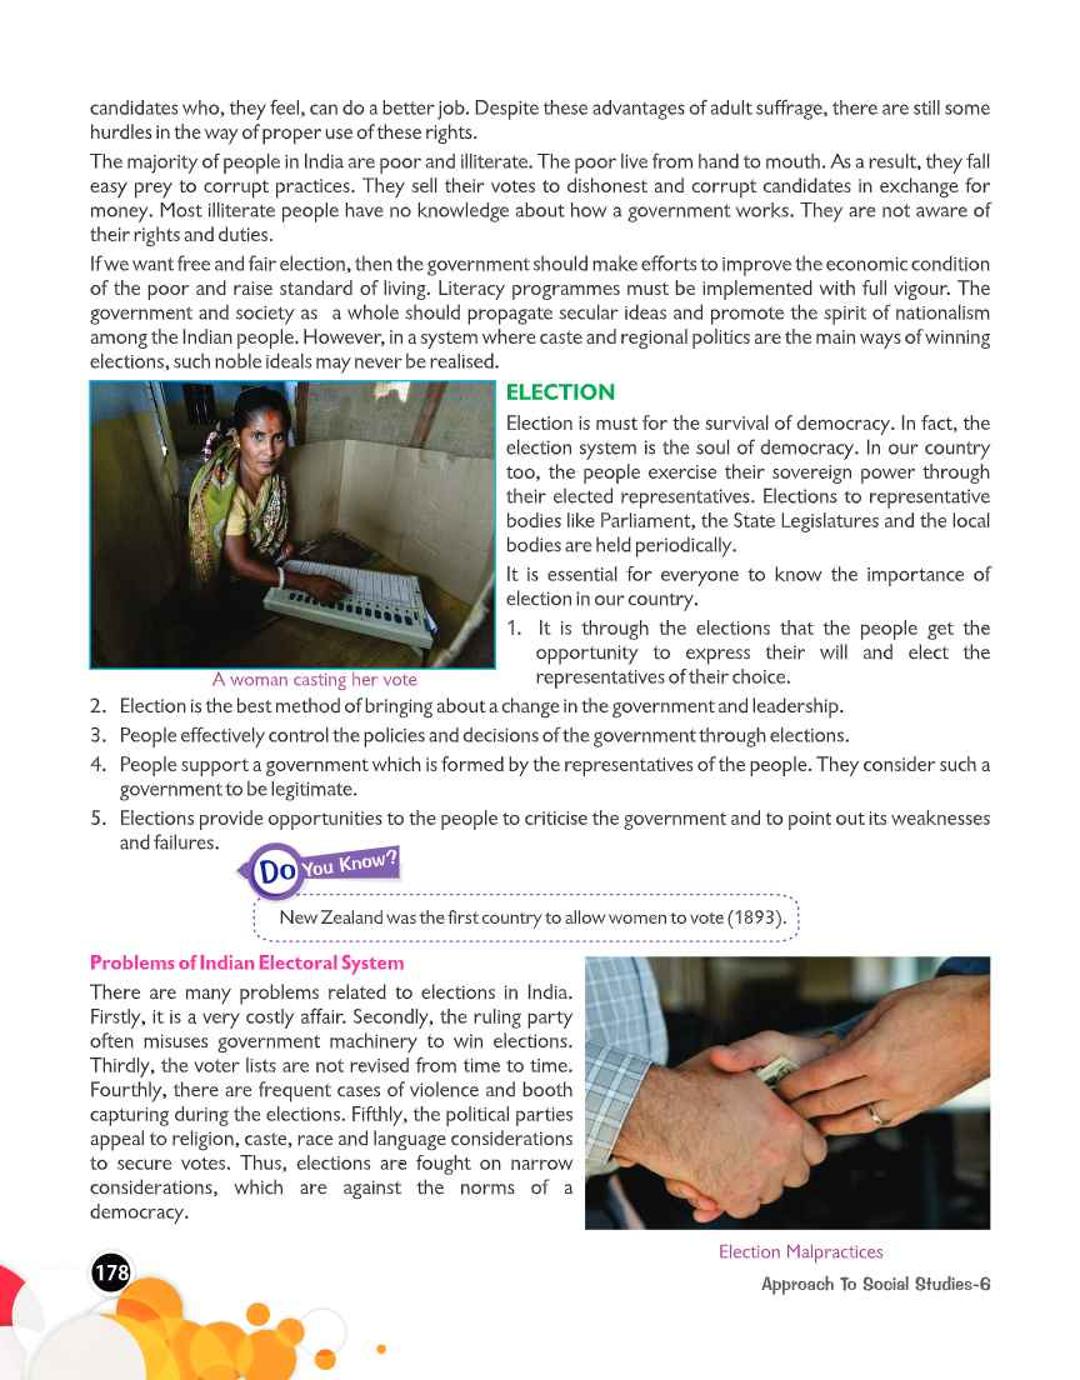 candidates who, they feel, can do a better job. Despite these advantages of adult suffrage, there are still some
hurdles in the way of proper use of these rights.
The majority of people in India are poor and illiterate. The poor live from hand to mouth. As a result, they fall
easy prey to corrupt practices. They sell their votes to dishonest and corrupt candidates in exchange for
money. Most illiterate people have no knowledge about how a government works. They are not aware of
their rights and duties.
If we want free and fair election, then the government should make efforts to improve the economic condition
of the poor and raise standard of living. Literacy programmes must be implemented with full vigour. The
government and society as a whole should propagate secular ideas and promote the spirit of nationalism
among the Indian people. However, in a system where caste and regional politics are the main ways of winning
elections, such noble ideals may never be realised.
ELECTION
Election is must for the survival of democracy. In fact, the
election system is the soul of democracy. In our country
too, the people exercise their sovereign power through
their elected representatives. Elections to representative
bodies like Parliament, the State Legislatures and the local
bodies are held periodically.
It is essential for everyone to know the importance of
election in our country.
1. It is through the elections that the people get the
opportunity to express their will and elect the
representatives of their choice.
A woman casting her vote
2. Election is the best method of bringing about a change in the government and leadership.
3. People effectively control the policies and decisions of the government through elections.
4. People support a government which is formed by the representatives of the people. They consider such a
government to be legitimate.
5. Elections provide opportunities to the people to criticise the government and to point out its weaknesses
and failures.
Do You Know?
New Zealand was the first country to allow women to vote (1893).
Problems of Indian Electoral System
There are many problems related to elections in India.
Firstly, it is a very costly affair. Secondly, the ruling party
often misuses government machinery to win elections.
Thirdly, the voter lists are not revised from time to time.
Fourthly, there are frequent cases of violence and booth
capturing during the elections. Fifthly, the political parties
appeal to religion, caste, race and language considerations
to secure votes. Thus, elections are fought on narrow
considerations, which are against the norms of a
democracy.
Election Malpractices
178
Approach To Social Studies-6